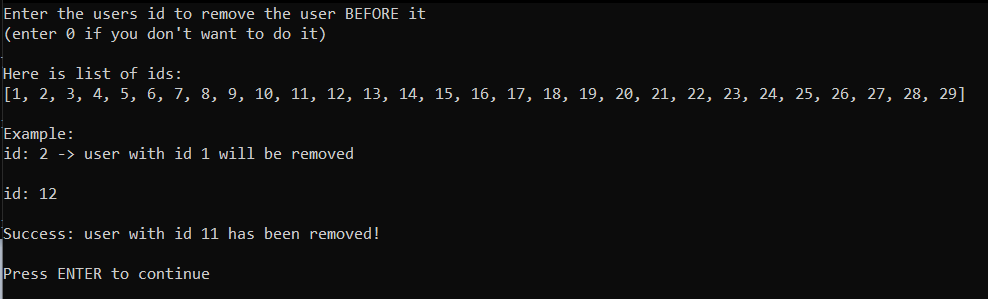 Enter the users id to remove the user BEFORE it
(enter 0 if you don't want to do it)
Here is list of ids:
[1, 2, 3, 4, 5, 6, 7, 8, 9, 10, 11, 12, 13, 14, 15, 16, 17, 18, 19, 20, 21, 22, 23, 24, 25, 26, 27, 28, 29]
Example:
id: 2 -> user with id 1 will be removed
id: 12
Success: user with id 11 has been removed!
Press ENTER to continue